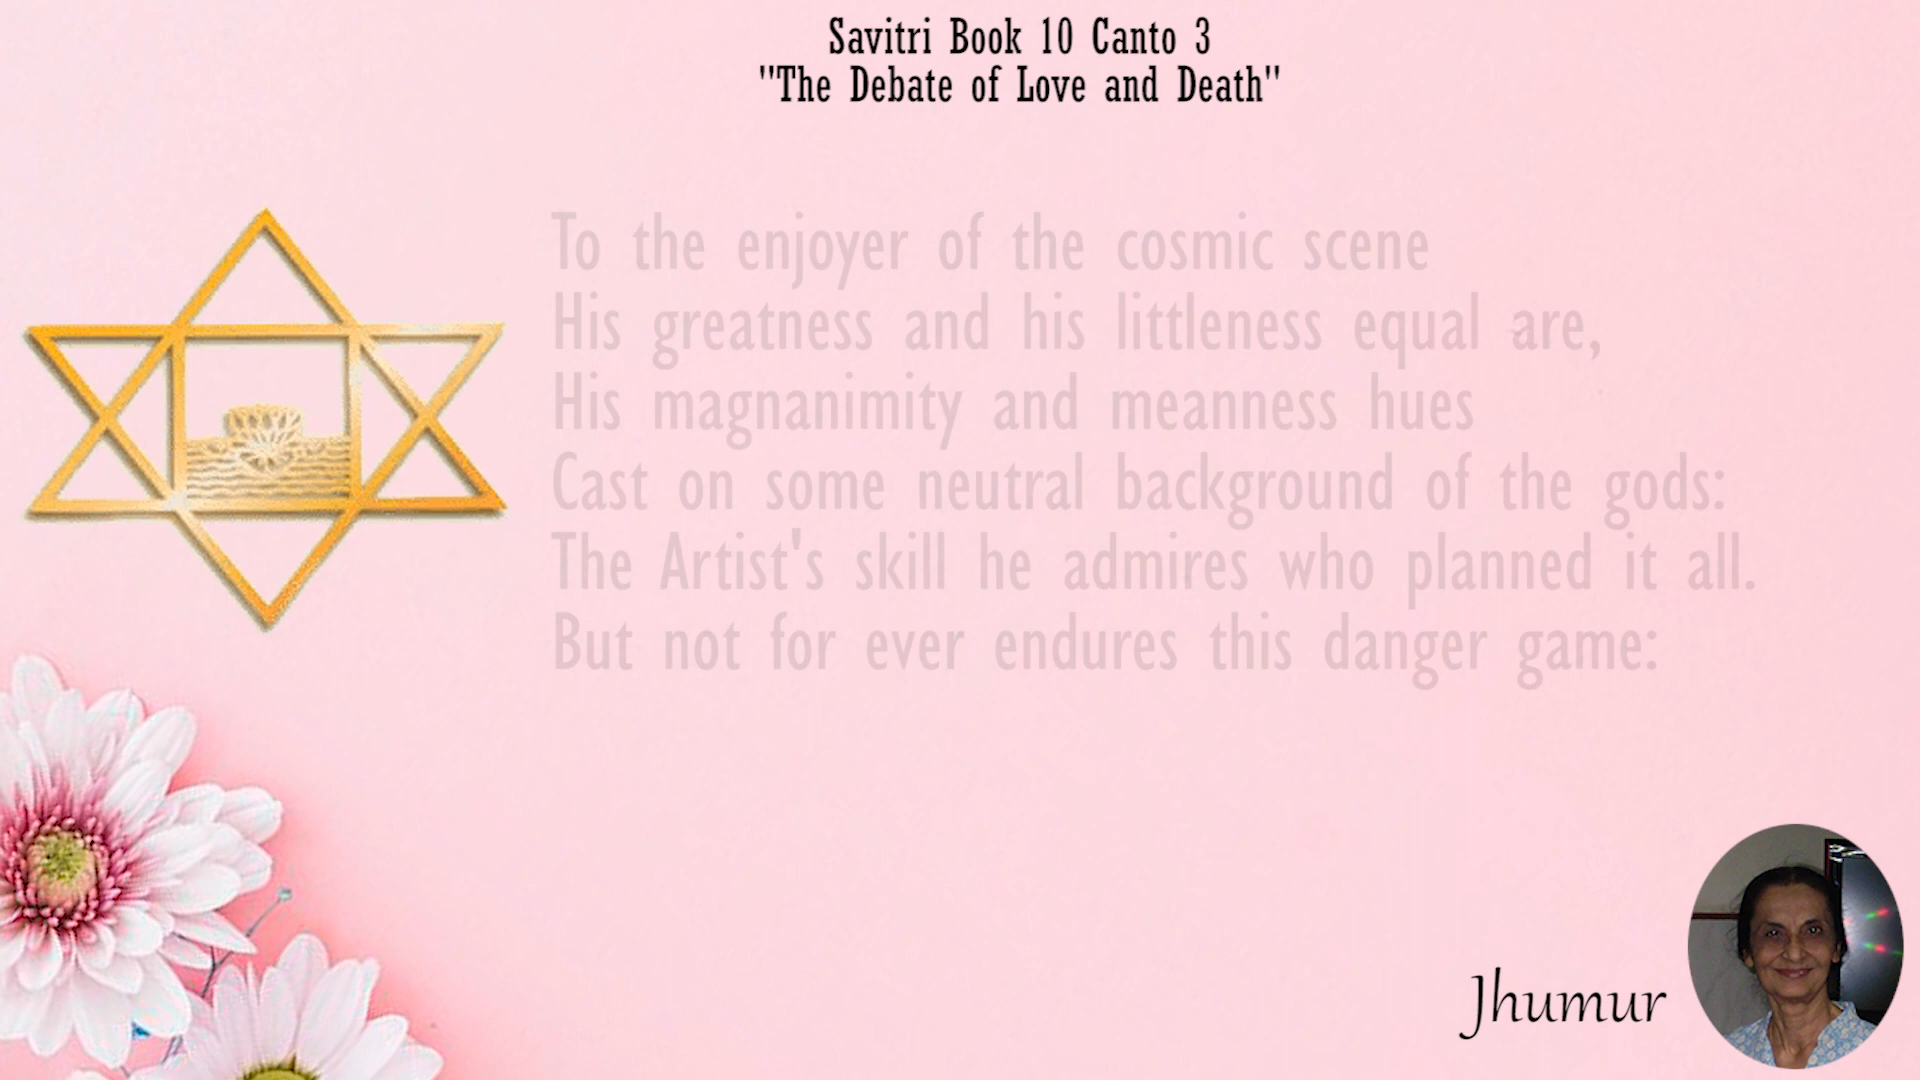 Savitri Book 10 Canto 3
"The Debate of Love and Death"
To the enjoyer of the cosmic scene
His greatness and his littleness equal are,
His magnanimity and meanness hues
Cast on some neutral background of the gods:
The Artist's skill he admires who planned it all.
But not for ever endures this danger game:
Jhumur